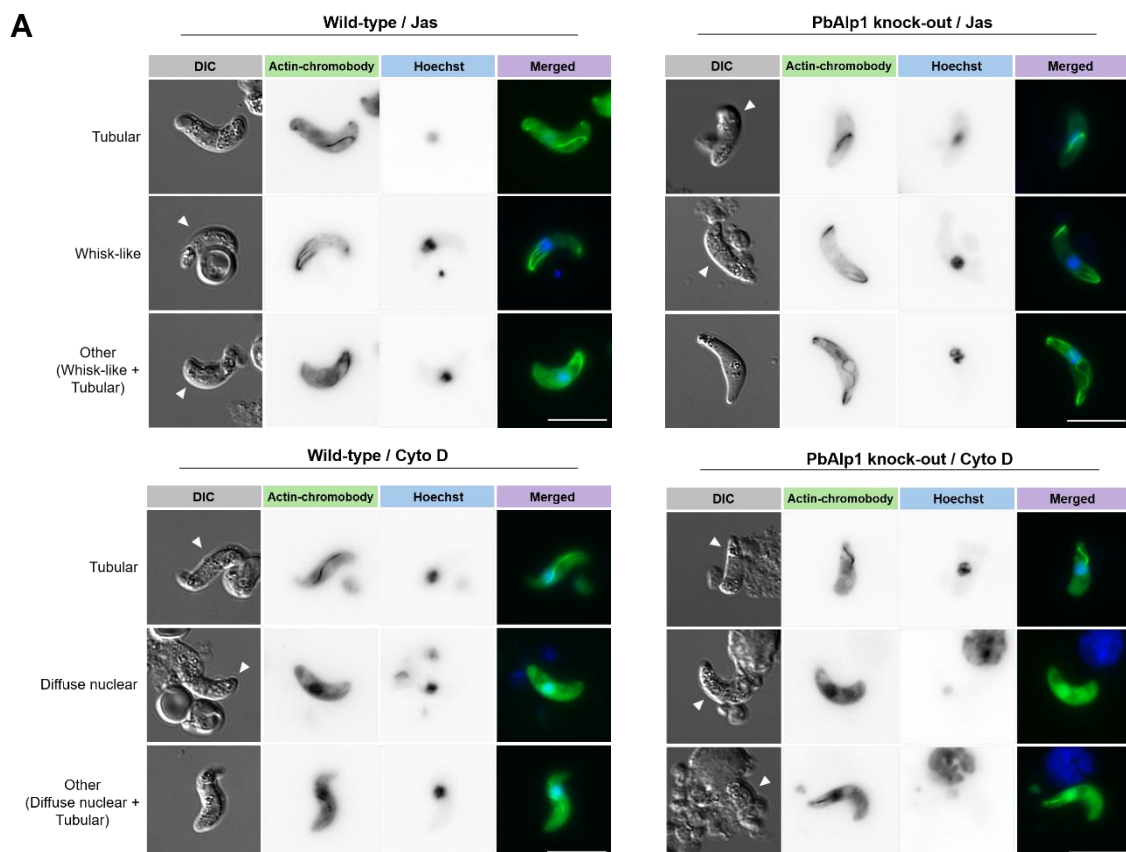 A
Wild-type / Jas
PbAlp1 knock-out / Jas
DIC
Actin-chromobody
Hoechst
Merged
DIC
Actin-chromobody
Hoechst
Merged
Tubular
Whisk-like
Other
(Whisk-like +
Tubular)
Wild-type / Cyto D
PbAlp1 knock-out / Cyto D
DIC
Actin-chromobody
Hoechst
Merged
DIC
Actin-chromobody
Hoechst
Merged
Tubular
Diffuse nuclear
Other
(Diffuse nuclear +
Tubular)